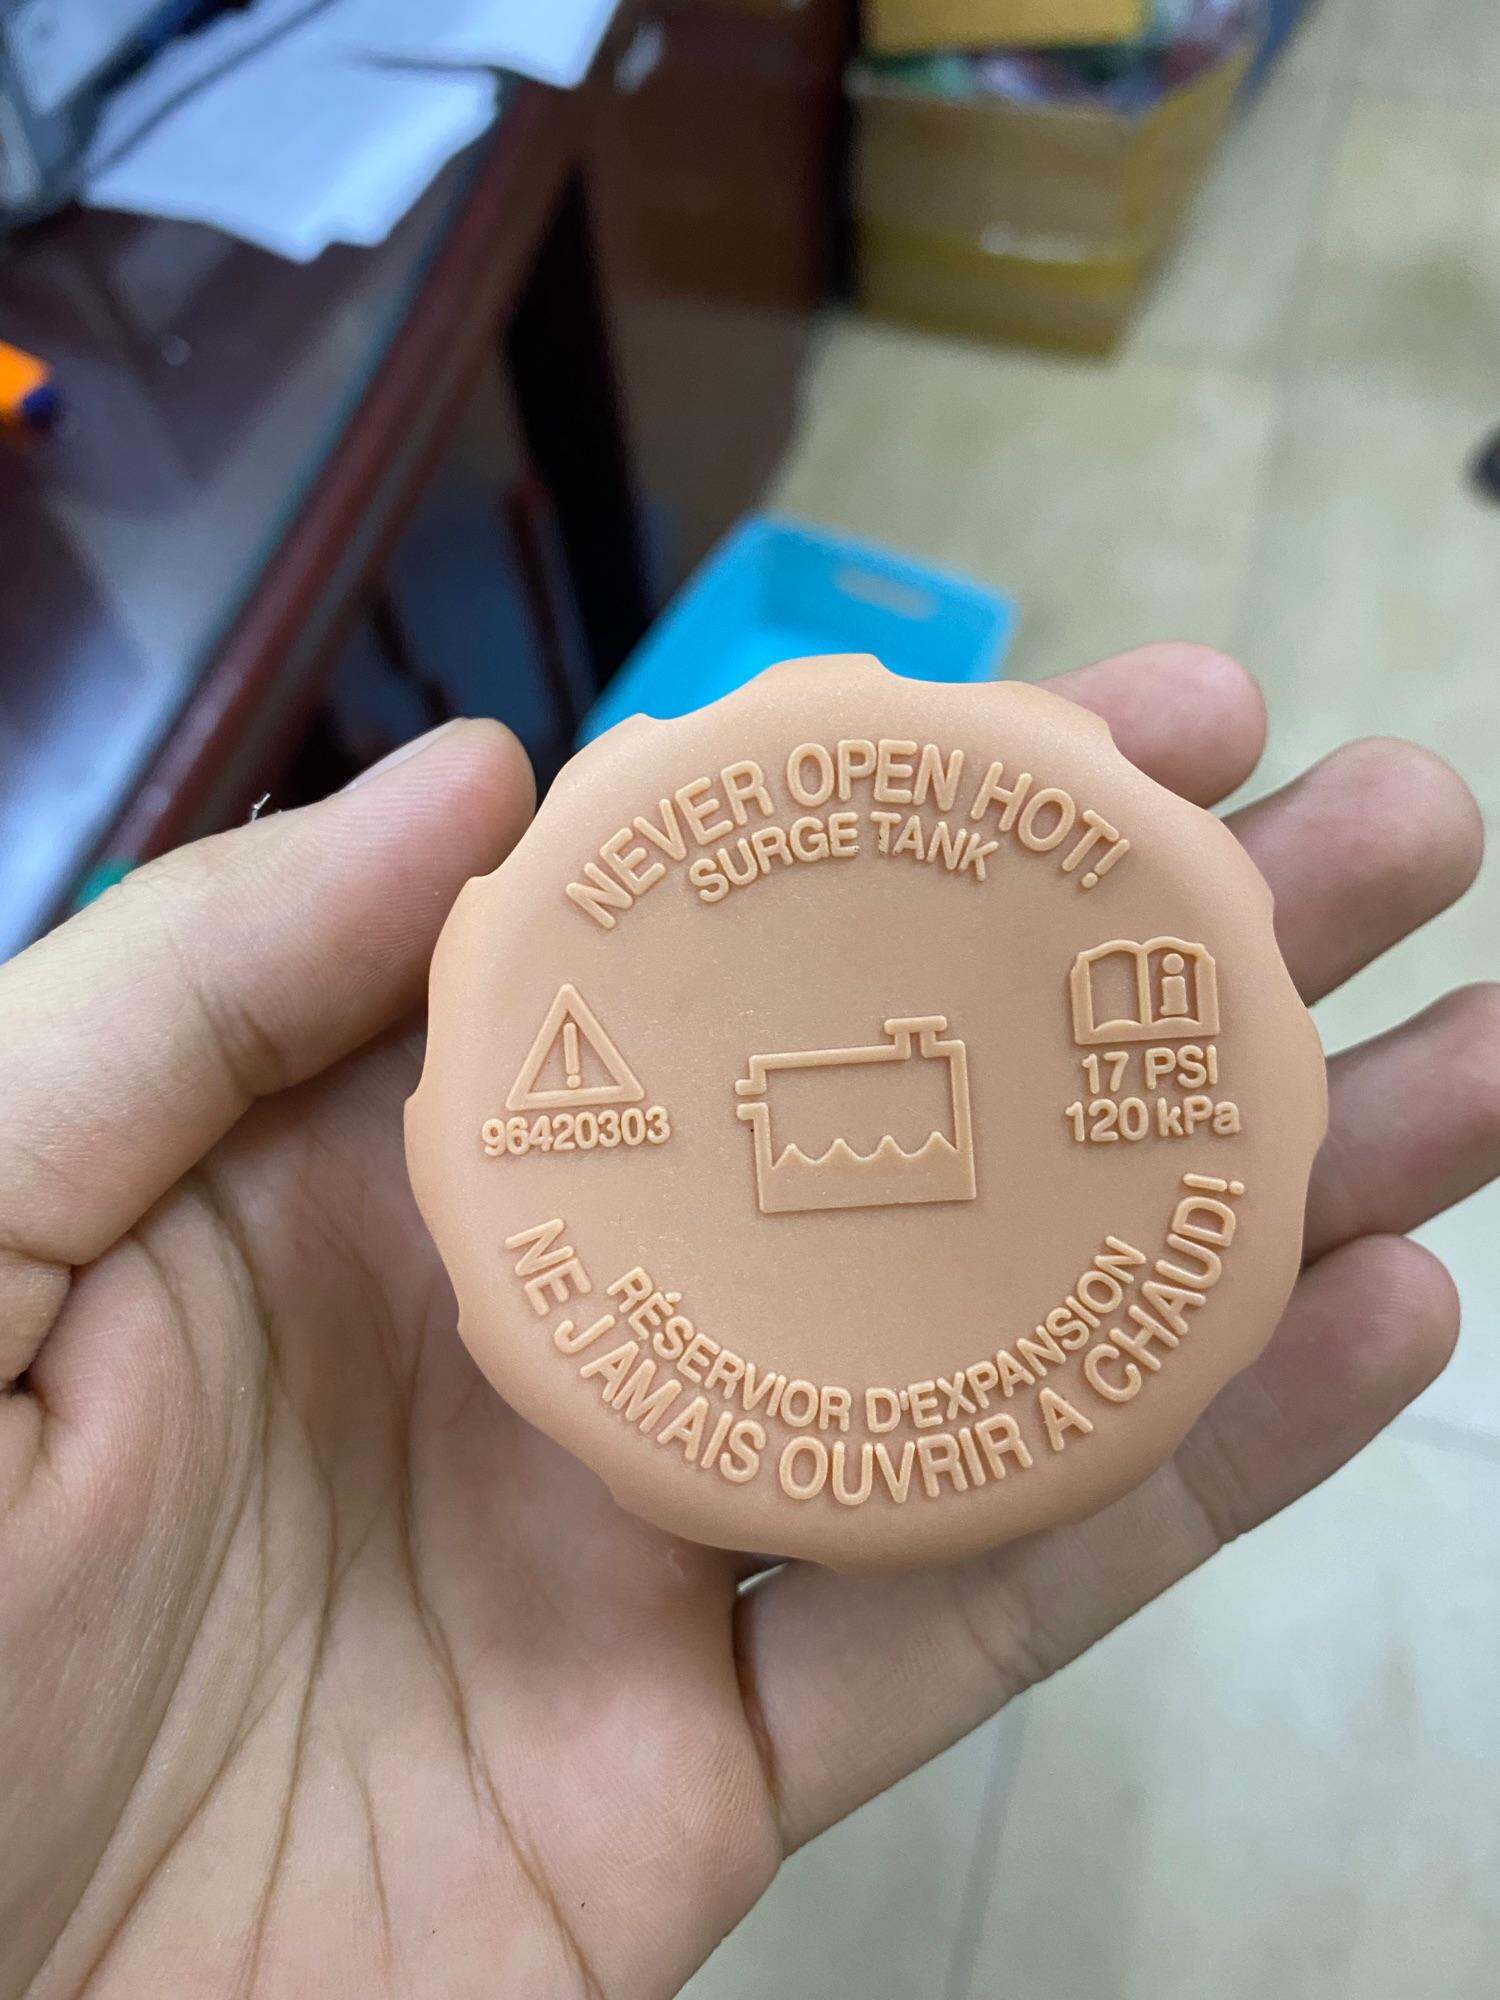 NEVER OPEN HOT!
SURGE TANK
96420303
17 PSI
120 kPa
RÉSERVIOR D'EXPANSION
NE JAMAIS OUVRIR A CHAUD!